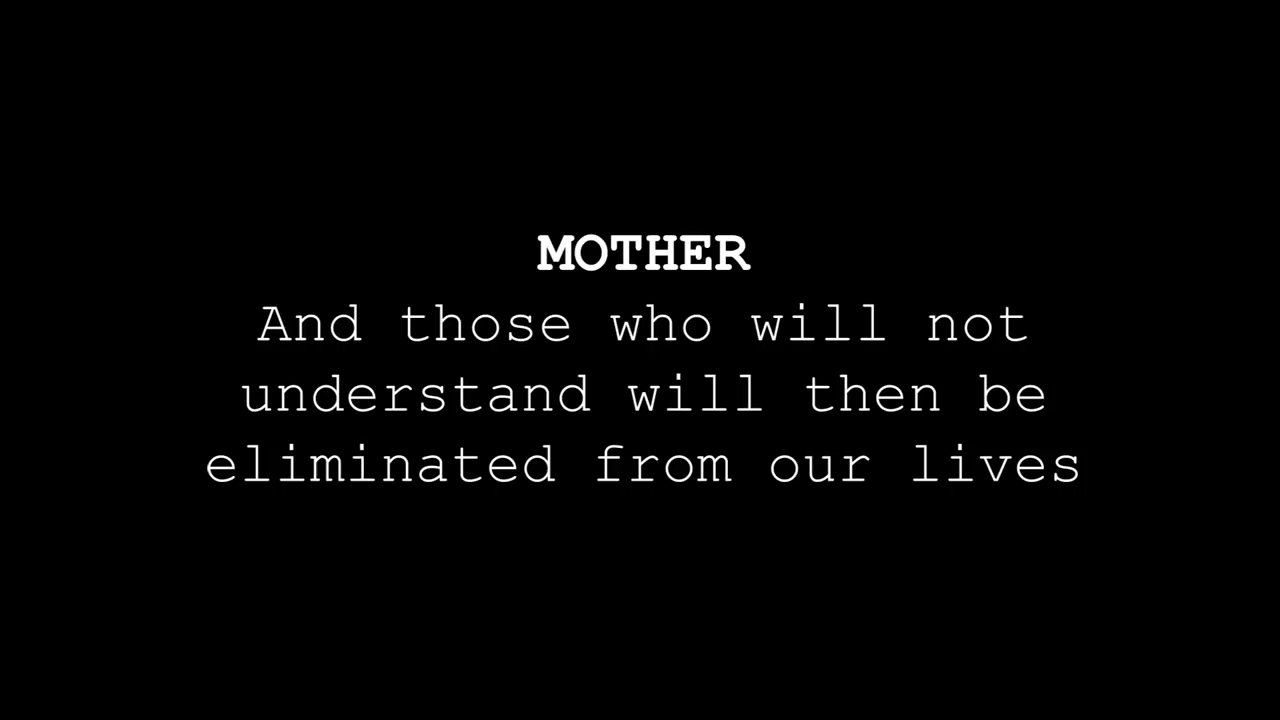 MOTHER
And those who will not
understand will then be
eliminated from our lives